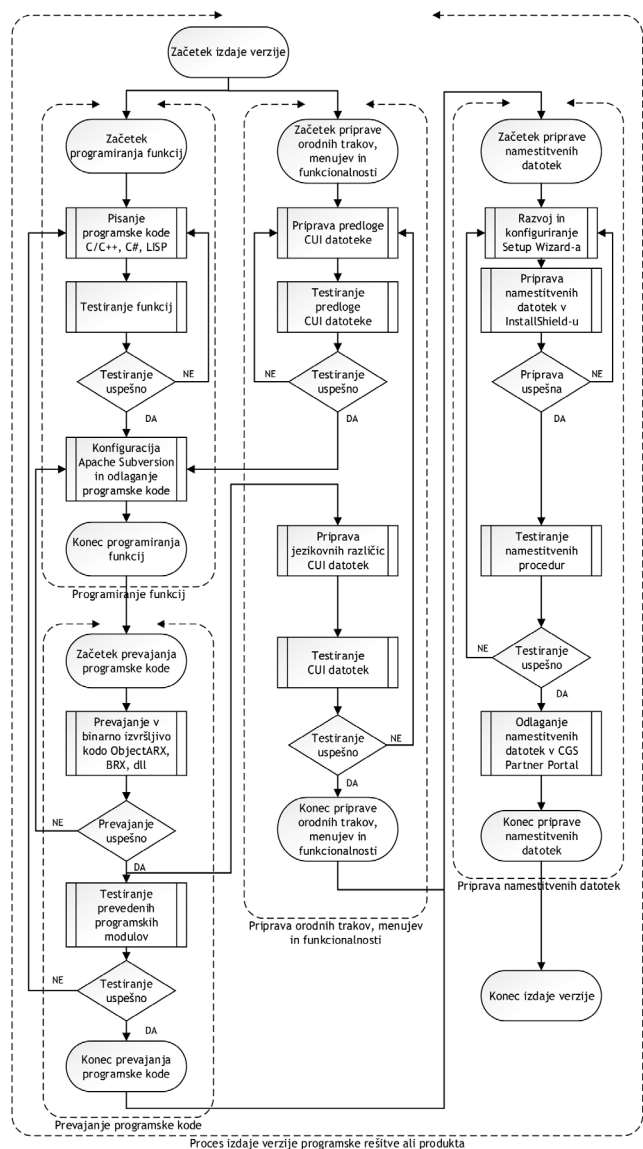 Začetek izdaje verzije
Začetek
programiranja funkcij
Pisanje
programske kode
C/C++, C#, LISP
Testiranje funkcij
Testiranje
uspešno
NE
DA
Konfiguracija
Apache Subversion
in odlaganje
programske kode
Konec programiranja
funkcij
Programiranje funkcij
Začetek prevajanja
programske kode
Prevajanje v
binarno izvršljivo
kodo ObjectARX,
BRX, dll
Prevajanje
uspešno
NE
DA
Testiranje
prevedenih
programskih
modulov
Testiranje
uspešno
NE
DA
Konec prevajanja
programske kode
Prevajanje programske kode
Začetek priprave
orodnih trakov,
menujev in
funkcionalnosti
Priprava predloge
CUI datoteke
Testiranje
predloge
CUI datoteke
Testiranje
uspešno
NE
DA
Priprava
jezikovnih različic
CUI datotek
Testiranje
CUI datotek
Testiranje
uspešno
NE
DA
Konec priprave
orodnih trakov,
menujev in
funkcionalnosti
Priprava orodnih trakov, menujev
in funkcionalnosti
Začetek priprave
namestitvenih
datotek
Razvoj in
konfiguriranje
Setup Wizard-a
Priprava
namestitvenih
datotek v
InstallShield-u
Priprava
uspešna
NE
DA
Testiranje
namestitvenih
procedur
Testiranje
uspešno
NE
DA
Odlaganje
namestitvenih
datotek v CGS
Partner Portal
Konec priprave
namestitvenih
datotek
Priprava namestitvenih datotek
Konec izdaje verzije
Proces izdaje verzije programske rešitve ali produkta